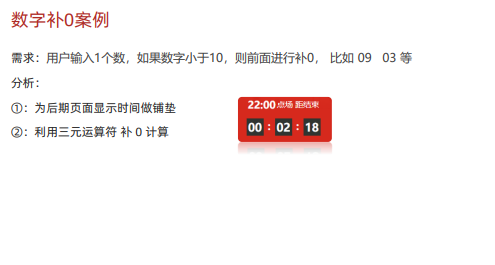 数字补0案例
需求：用户输入1个数，如果数字小于10，则前面进行补0， 比如 09 03 等
分析：
①：为后期页面显示时间做铺垫
②：利用三元运算符 补 0 计算
22:00 点场 距结束
00 : 02 : 18